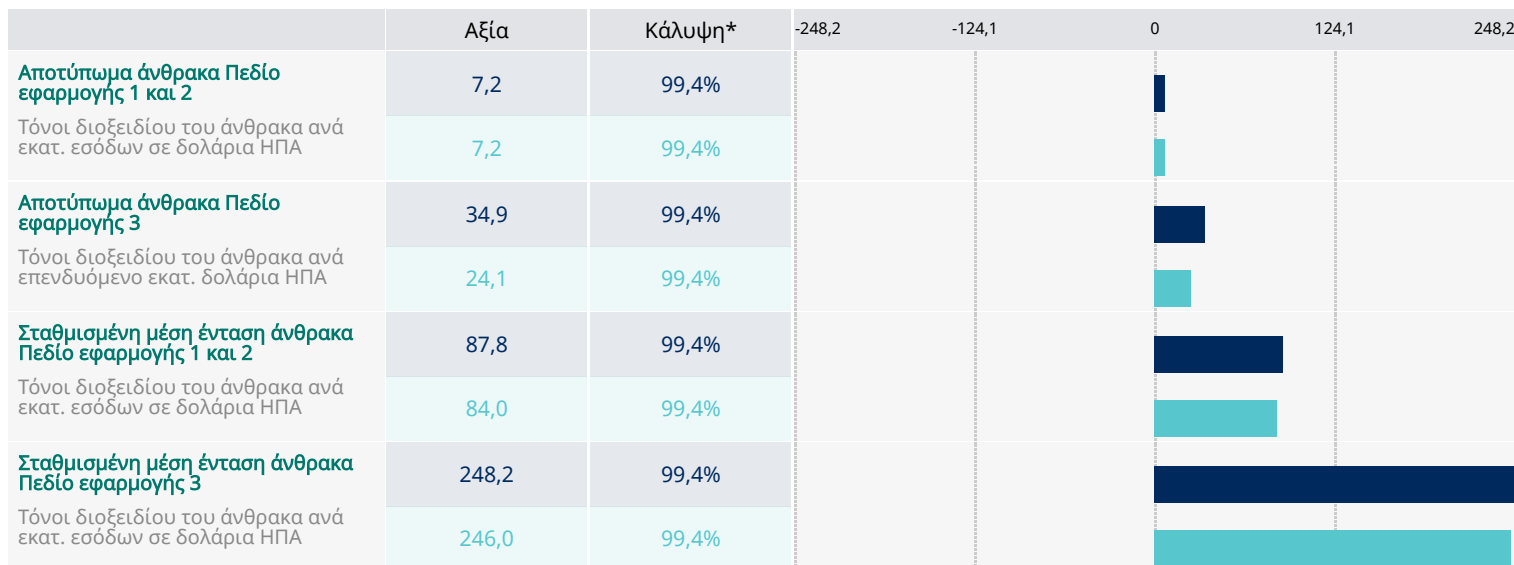 Αξία Κάλυψη* -248,2 -124,1 0 124,1 248,2
Αποτύπωμα άνθρακα Πεδίο
εφαρμογής 1 και 2
7,2 99,4%
Τόνοι διοξειδίου του άνθρακα ανά
εκατ. εσόδων σε δολάρια ΗΠΑ
7,2 99,4%
Αποτύπωμα άνθρακα Πεδίο
εφαρμογής 3
34,9 99,4%
Τόνοι διοξειδίου του άνθρακα ανά
επενδυόμενο εκατ. δολάρια ΗΠΑ
24,1 99,4%
Σταθμισμένη μέση ένταση άνθρακα
Πεδίο εφαρμογής 1 και 2
87,8 99,4%
Τόνοι διοξειδίου του άνθρακα ανά
εκατ. εσόδων σε δολάρια ΗΠΑ
84,0 99,4%
Σταθμισμένη μέση ένταση άνθρακα
Πεδίο εφαρμογής 3
248,2 99,4%
Τόνοι διοξειδίου του άνθρακα ανά
εκατ. εσόδων σε δολάρια ΗΠΑ
246,0 99,4%